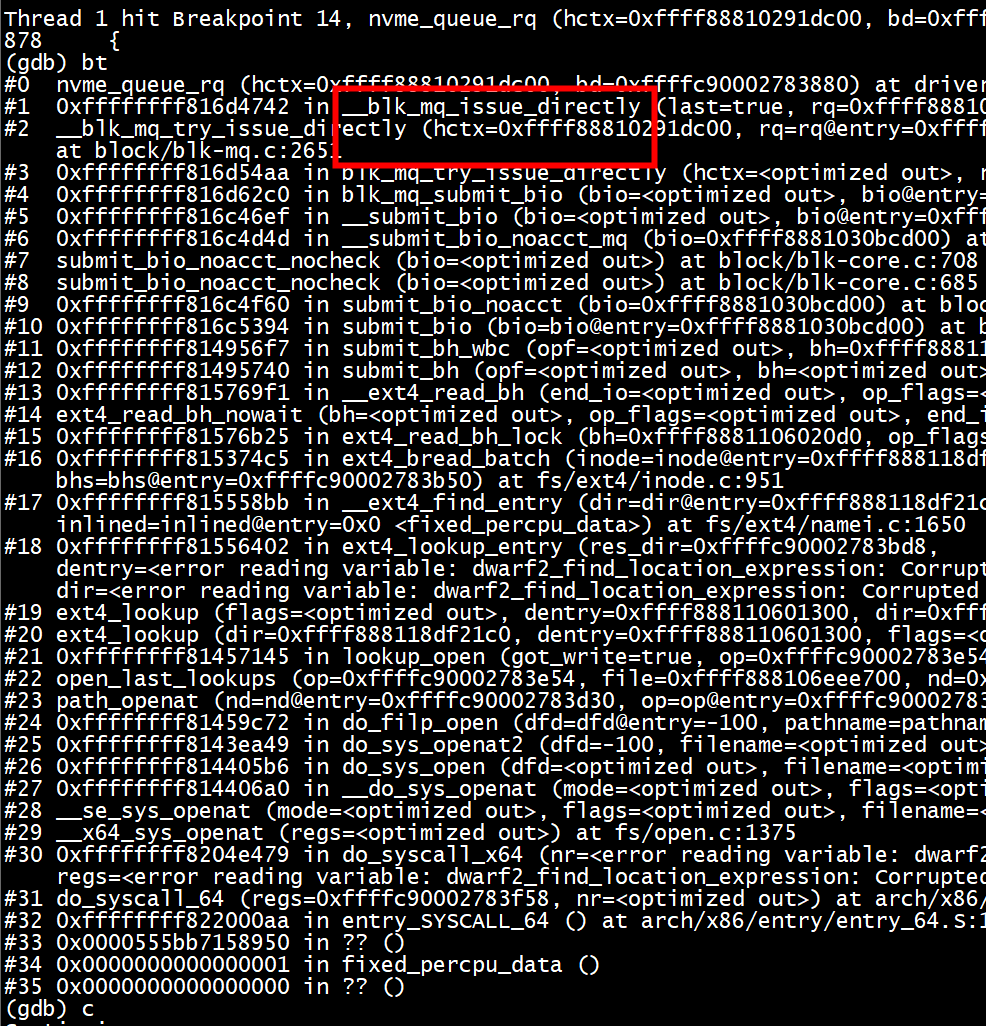 Thread 1 hit Breakpoint 14, nvme_queue_rq (hctx=0xffff88810291dc00, bd=0xfff
878      {
(gdb) bt
#0  nvme_queue_rq (hctx=0xffff88810291dc00, bd=0xffffc90002783880) at driver
#1  0xffffffff816d4742 in __blk_mq_issue_directly (last=true, rq=0xffff88810
#2  __blk_mq_try_issue_directly (hctx=0xffff88810291dc00, rq=rq@entry=0xffff
    at block/blk-mq.c:2651
#3  0xffffffff816d54aa in blk_mq_try_issue_directly (hctx=<optimized out>, r
#4  0xffffffff816d62c0 in blk_mq_submit_bio (bio=<optimized out>, bio@entry=
#5  0xffffffff816c46ef in __submit_bio (bio=<optimized out>, bio@entry=0xfff
#6  0xffffffff816c4d4d in __submit_bio_noacct_mq (bio=0xffff8881030bcd00) at
#7  submit_bio_noacct_nocheck (bio=<optimized out>) at block/blk-core.c:708
#8  submit_bio_noacct_nocheck (bio=<optimized out>) at block/blk-core.c:685
#9  0xffffffff816c4f60 in submit_bio_noacct (bio=0xffff8881030bcd00) at bloc
#10 0xffffffff816c5394 in submit_bio (bio=bio@entry=0xffff8881030bcd00) at b
#11 0xffffffff814956f7 in submit_bh_wbc (opf=<optimized out>, bh=0xffff88811
#12 0xffffffff81495740 in submit_bh (opf=<optimized out>, bh=<optimized out>
#13 0xffffffff815769f1 in __ext4_read_bh (end_io=<optimized out>, op_flags=<
#14 ext4_read_bh_nowait (bh=<optimized out>, op_flags=<optimized out>, end_i
#15 0xffffffff81576b25 in ext4_read_bh_lock (bh=0xffff8881106020d0, op_flags
#16 0xffffffff815374c5 in ext4_bread_batch (inode=inode@entry=0xffff888118df
    bhs=bhs@entry=0xffffc90002783b50) at fs/ext4/inode.c:951
#17 0xffffffff815558bb in __ext4_find_entry (dir=dir@entry=0xffff888118df21c
    inlined=inlined@entry=0x0 <fixed_percpu_data>) at fs/ext4/namei.c:1650
#18 0xffffffff81556402 in ext4_lookup_entry (res_dir=0xffffc90002783bd8,
    dentry=<error reading variable: dwarf2_find_location_expression: Corrupt
    dir=<error reading variable: dwarf2_find_location_expression: Corrupted
#19 ext4_lookup (flags=<optimized out>, dentry=0xffff888110601300, dir=0xfff
#20 ext4_lookup (dir=0xffff888118df21c0, dentry=0xffff888110601300, flags=<o
#21 0xffffffff81457145 in lookup_open (got_write=true, op=0xffffc90002783e54
#22 open_last_lookups (op=0xffffc90002783e54, file=0xffff888106eee700, nd=0x
#23 path_openat (nd=nd@entry=0xffffc90002783d30, op=op@entry=0xffffc90002783
#24 0xffffffff81459c72 in do_filp_open (dfd=dfd@entry=-100, pathname=pathnam
#25 0xffffffff8143ea49 in do_sys_openat2 (dfd=-100, filename=<optimized out>
#26 0xffffffff814405b6 in do_sys_open (dfd=<optimized out>, filename=<optimi
#27 0xffffffff814406a0 in __do_sys_openat (mode=<optimized out>, flags=<opti
#28 __se_sys_openat (mode=<optimized out>, flags=<optimized out>, filename=<
#29 __x64_sys_openat (regs=<optimized out>) at fs/open.c:1375
#30 0xffffffff8204e479 in do_syscall_x64 (nr=<error reading variable: dwarf2
    regs=<error reading variable: dwarf2_find_location_expression: Corrupted
#31 do_syscall_64 (regs=0xffffc90002783f58, nr=<optimized out>) at arch/x86/
#32 0xffffffff822000aa in entry_SYSCALL_64 () at arch/x86/entry/entry_64.S:1
#33 0x0000555bb7158950 in ?? ()
#34 0x0000000000000001 in fixed_percpu_data ()
#35 0x0000000000000000 in ?? ()
(gdb) c